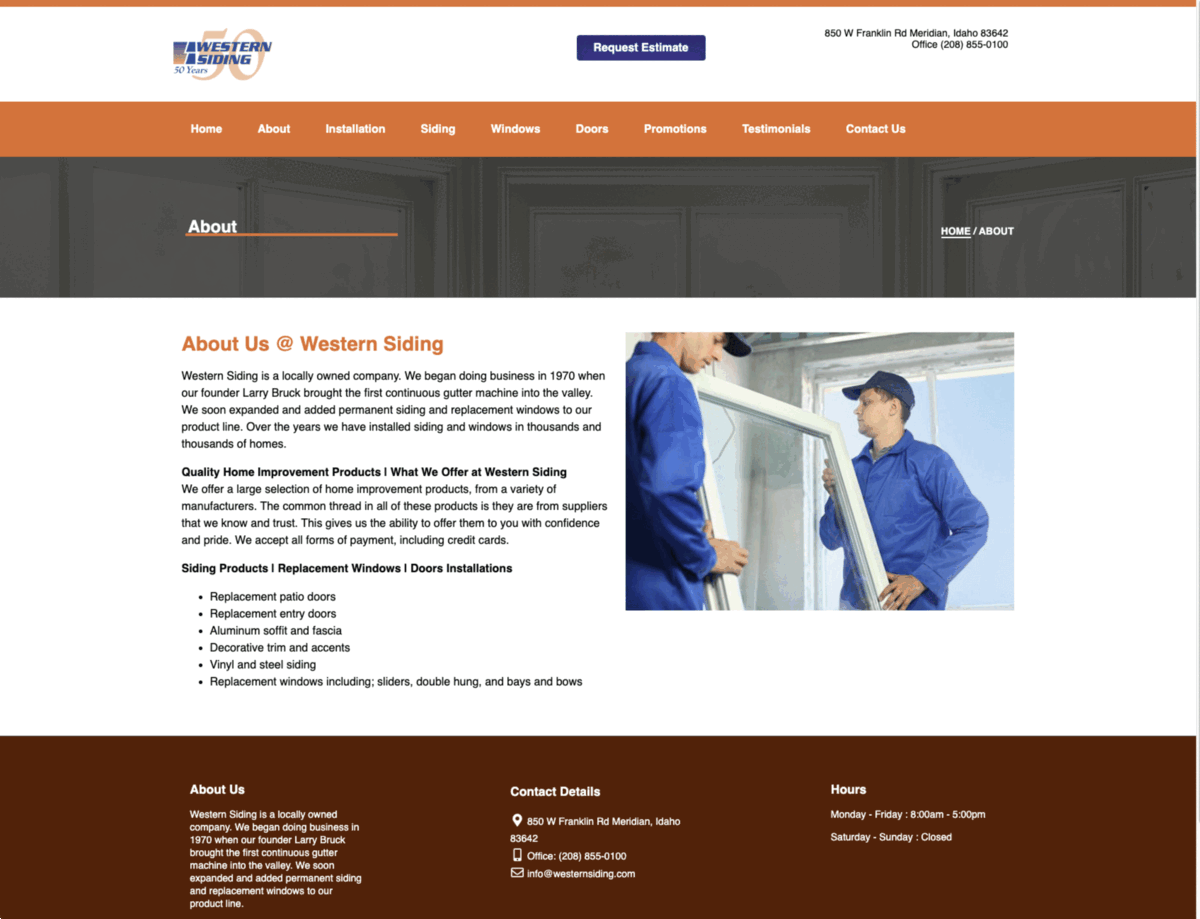 50
WESTERN
SIDING
50 Years
Request Estimate
850 W Franklin Rd Meridian, Idaho 83642
Office (208) 855-0100
Home About Installation Siding Windows Doors Promotions Testimonials Contact Us
About
HOME / ABOUT
About Us @ Western Siding
Western Siding is a locally owned company. We began doing business in 1970 when
our founder Larry Bruck brought the first continuous gutter machine into the valley.
We soon expanded and added permanent siding and replacement windows to our
product line. Over the years we have installed siding and windows in thousands and
thousands of homes.
Quality Home Improvement Products | What We Offer at Western Siding
We offer a large selection of home improvement products, from a variety of
manufacturers. The common thread in all of these products is they are from suppliers
that we know and trust. This gives us the ability to offer them to you with confidence
and pride. We accept all forms of payment, including credit cards.
Siding Products | Replacement Windows | Doors Installations
• Replacement patio doors
• Replacement entry doors
• Aluminum soffit and fascia
• Decorative trim and accents
• Vinyl and steel siding
• Replacement windows including; sliders, double hung, and bays and bows
About Us
Western Siding is a locally owned
company. We began doing business in
1970 when our founder Larry Bruck
brought the first continuous gutter
machine into the valley. We soon
expanded and added permanent siding
and replacement windows to our
product line.
Contact Details
850 W Franklin Rd Meridian, Idaho
83642
Office: (208) 855-0100
info@westernsiding.com
Hours
Monday - Friday : 8:00am - 5:00pm
Saturday - Sunday : Closed